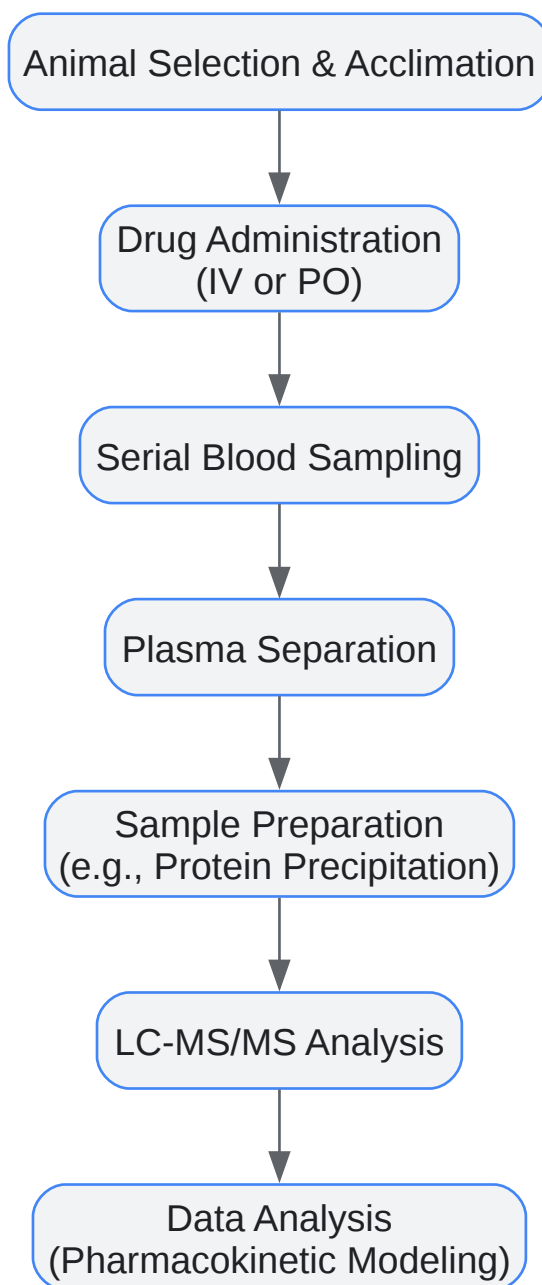 Animal Selection & Acclimation
Drug Administration
(IV or PO)
Serial Blood Sampling
Plasma Separation
Sample Preparation
(e.g., Protein Precipitation)
LC-MS/MS Analysis
Data Analysis
(Pharmacokinetic Modeling)